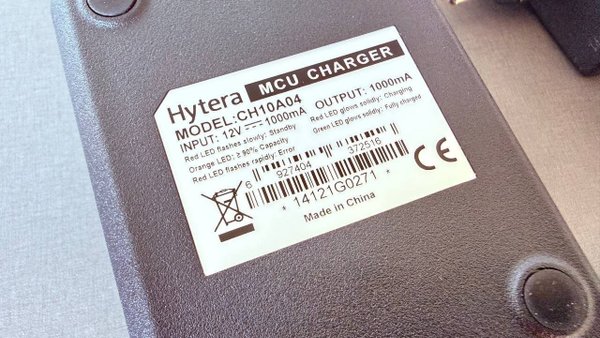 Hytera MCU CHARGER
MODEL:CH10A04
INPUT: 12V⎓1000mA OUTPUT: 1000mA
Red LED flashes slowly: Standby Red LED glows solidly: Charging
Orange LED: ≥ 90% Capacity Green LED glows solidly: Fully charged
Red LED flashes rapidly: Error
6 927404 372516
* 14121G0271 *
Made in China
CE